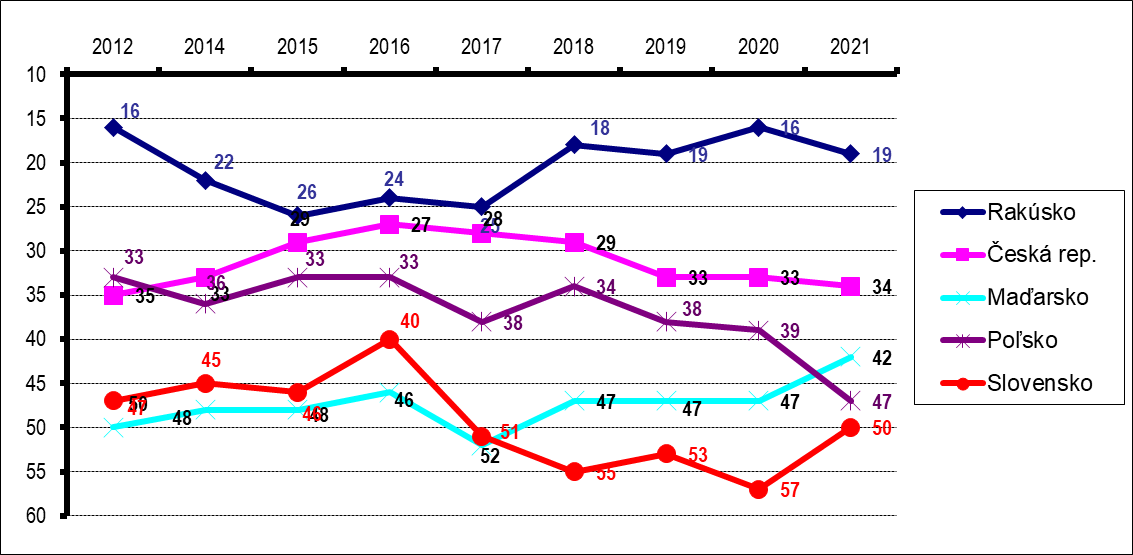 2012 2014 2015 2016 2017 2018 2019 2020 2021
10
15
20
25
30
35
40
45
50
55
60
16 22 26 24 25 18 19 16 19
35 33 29 27 28 29 33 33 34
50 48 48 46 52 47 47 47 42
33 36 33 33 38 34 38 39 47
47 45 46 40 51 55 53 57 50
Rakúsko
Česká rep.
Maďarsko
Poľsko
Slovensko